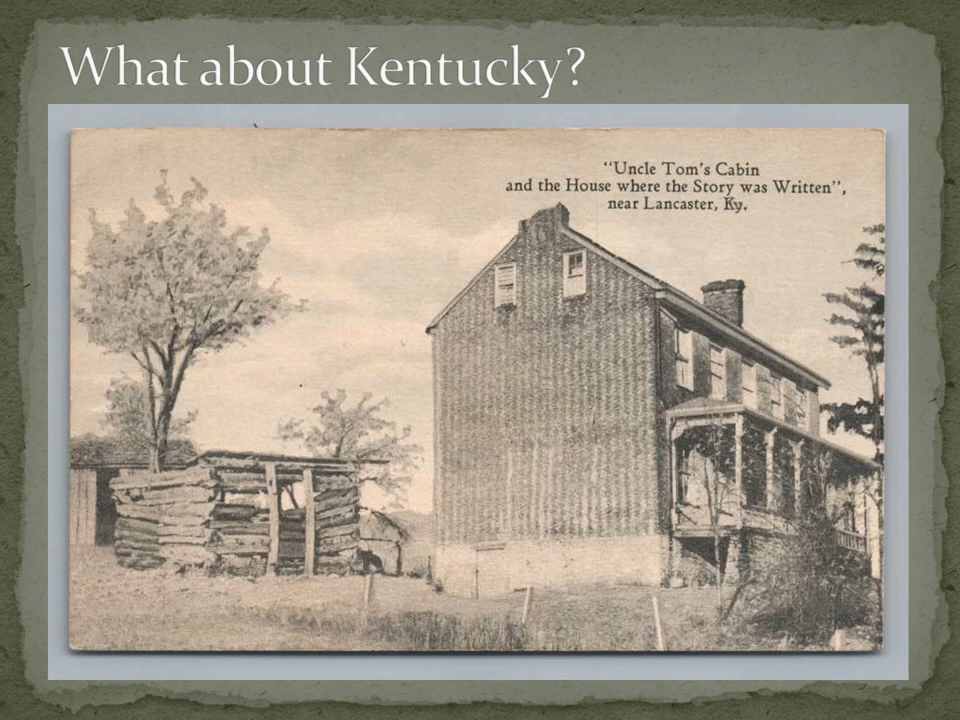 What about Kentucky?
"Uncle Tom's Cabin
and the House where the Story was Written",
near Lancaster, Ky.